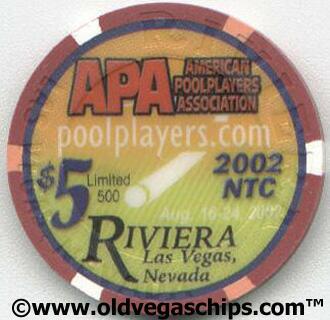 APA AMERICAN
POOLPLAYERS
ASSOCIATION
poolplayers.com
$5 Limited
500
2002
NTC
Aug. 16-24, 2002
RIVIERA
Las Vegas,
Nevada
©www.oldvegaschips.com™